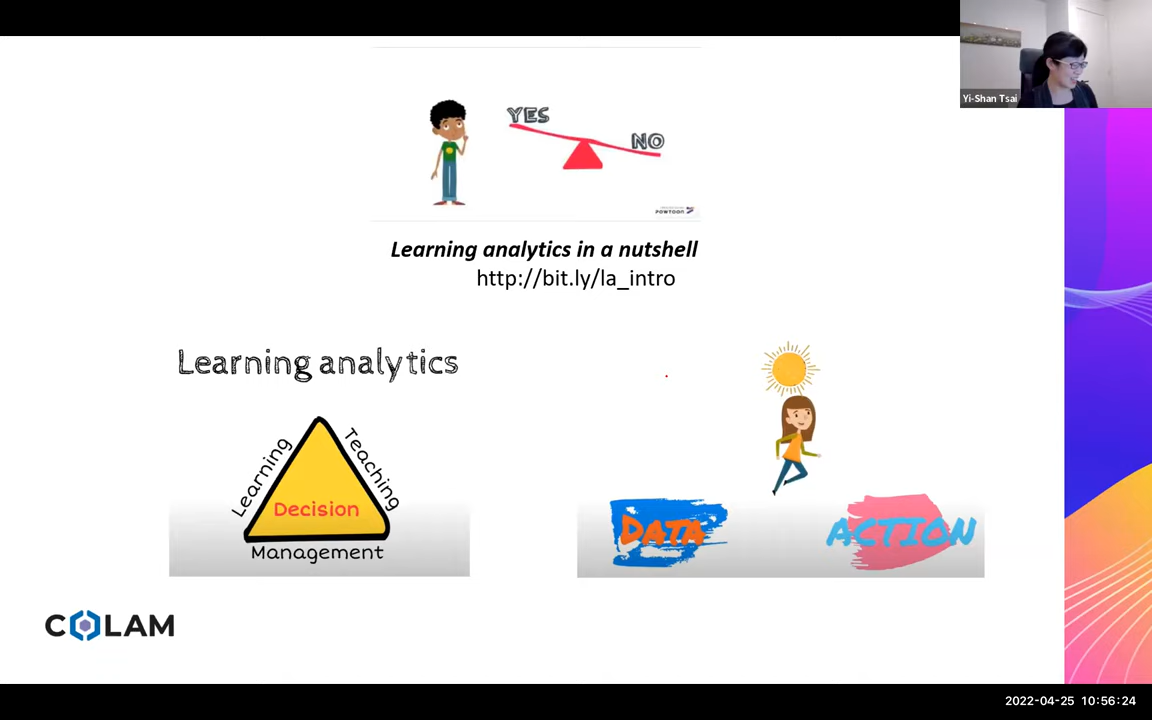 Yi-Shan Tsai
YES
NO
POWTOON
Learning analytics in a nutshell
http://bit.ly/la_intro
Learning analytics
Learning
Teaching
Decision
Management
DATA
ACTION
COLAM
2022-04-25 10:56:24